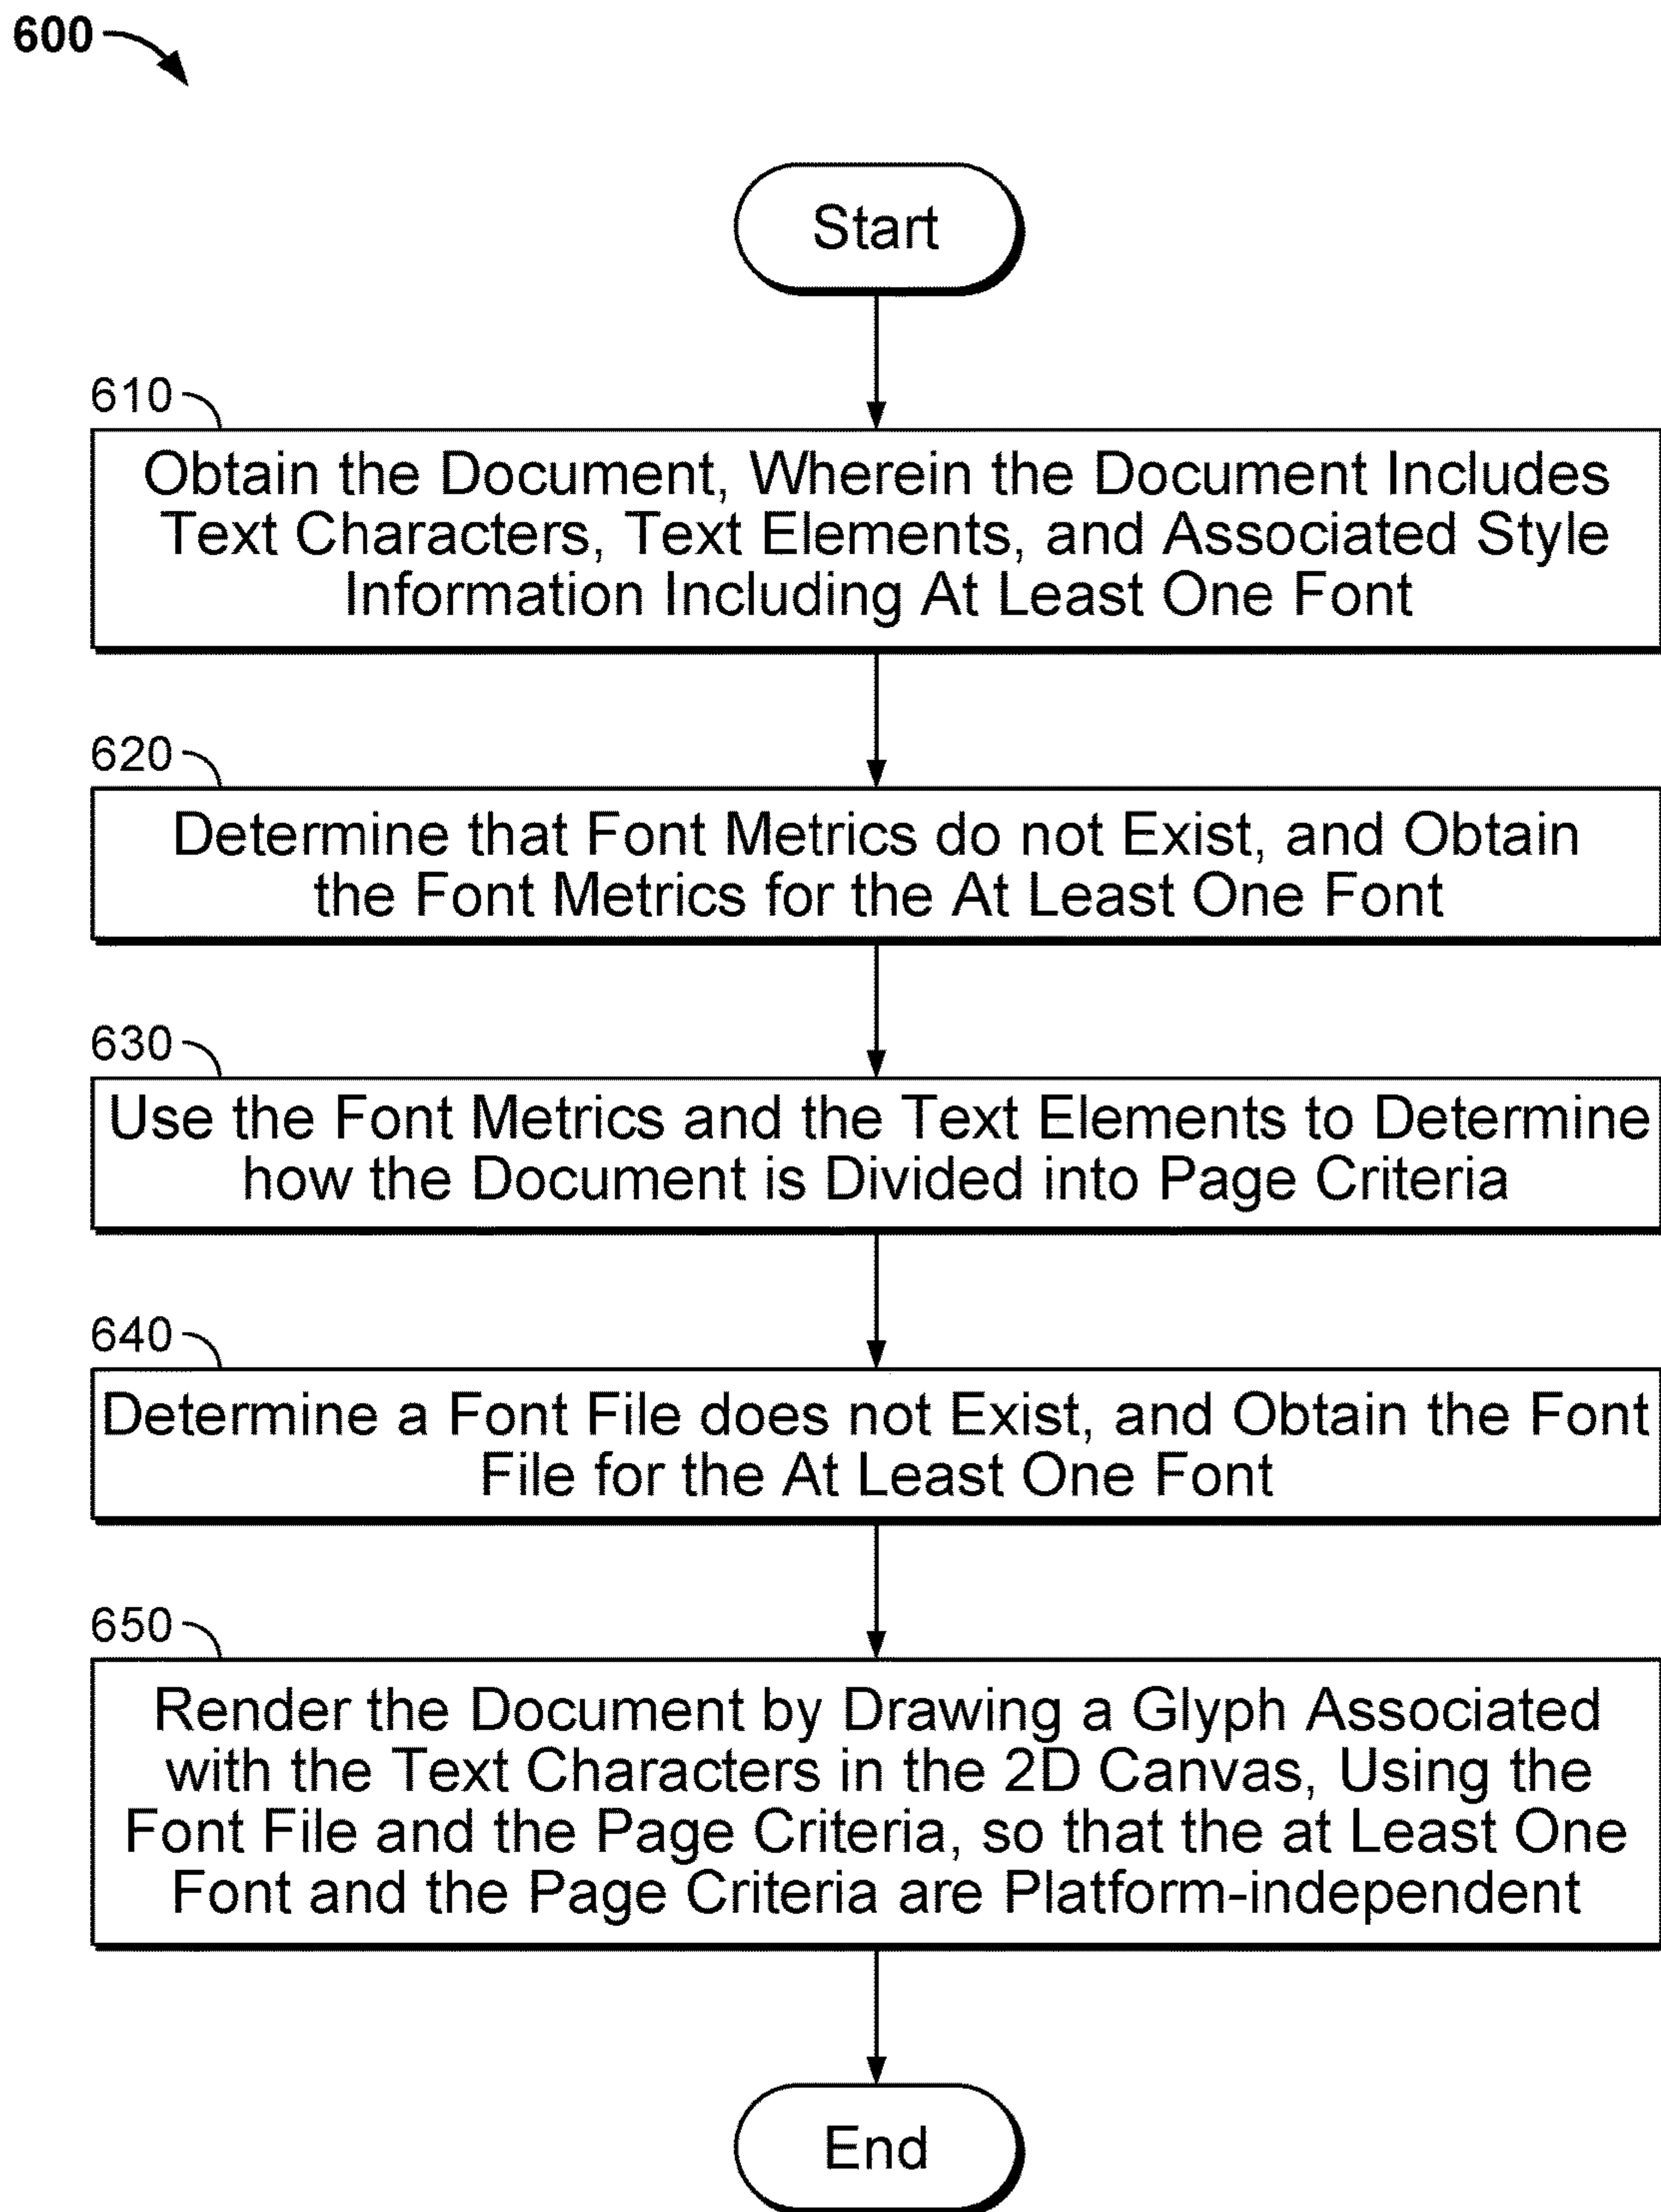 600
Start
610
Obtain the Document, Wherein the Document Includes
Text Characters, Text Elements, and Associated Style
Information Including At Least One Font
620
Determine that Font Metrics do not Exist, and Obtain
the Font Metrics for the At Least One Font
630
Use the Font Metrics and the Text Elements to Determine
how the Document is Divided into Page Criteria
640
Determine a Font File does not Exist, and Obtain the Font
File for the At Least One Font
650
Render the Document by Drawing a Glyph Associated
with the Text Characters in the 2D Canvas, Using the
Font File and the Page Criteria, so that the at Least One
Font and the Page Criteria are Platform-independent
End